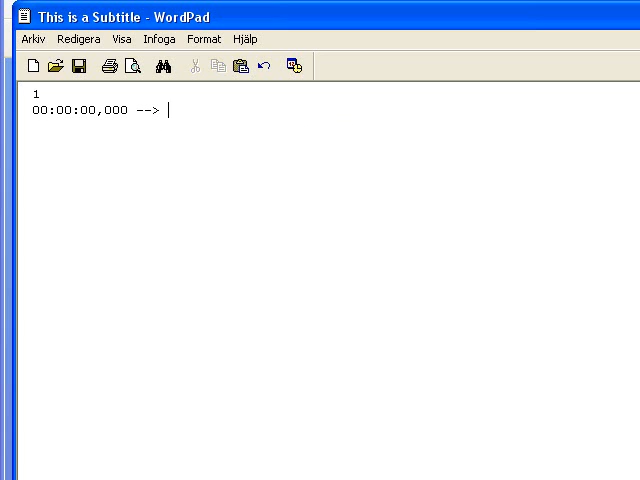 This is a Subtitle - WordPad
Arkiv Redigera Visa Infoga Format Hjälp
1
00:00:00,000 -->